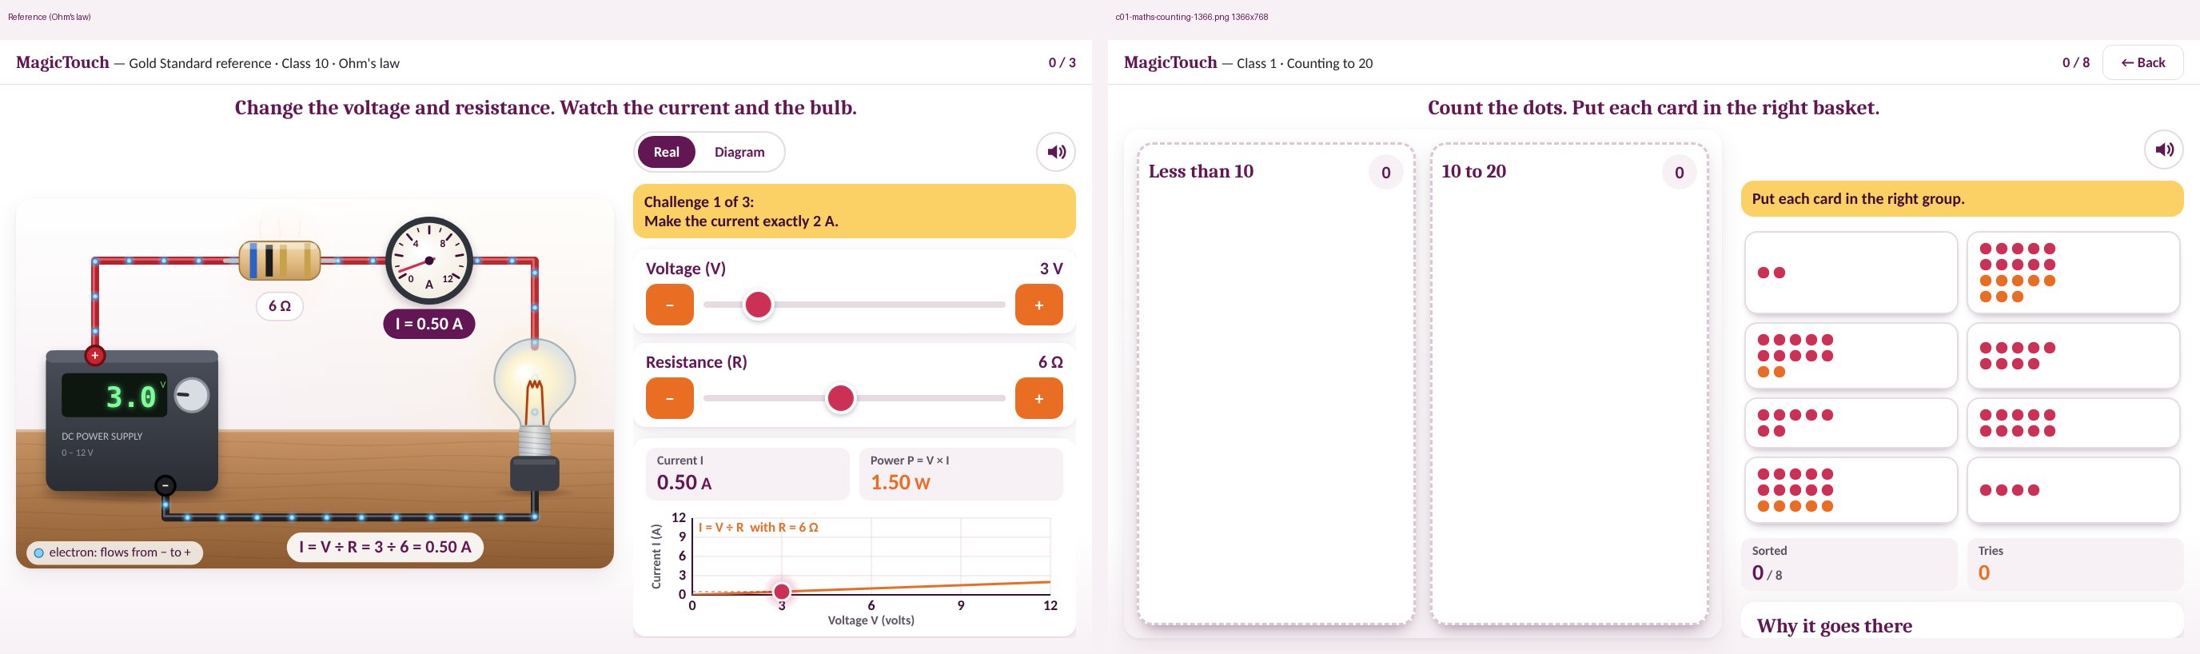 Reference (Ohm's law)
MagicTouch — Gold Standard reference · Class 10 · Ohm's law
0 / 3
Change the voltage and resistance. Watch the current and the bulb.
Real
Diagram
Challenge 1 of 3:
Make the current exactly 2 A.
Voltage (V)
3 V
−
+
Resistance (R)
6 Ω
−
+
Current I
0.50 A
Power P = V × I
1.50 W
I = V ÷ R with R = 6 Ω
Current I (A)
12
9
6
3
0
0
3
6
9
12
Voltage V (volts)
6 Ω
0
4
8
12
A
I = 0.50 A
+
3.0 V
DC POWER SUPPLY
0 – 12 V
−
electron: flows from − to +
I = V ÷ R = 3 ÷ 6 = 0.50 A
c01-maths-counting-1366.png 1366x768
MagicTouch — Class 1 · Counting to 20
0 / 8
← Back
Count the dots. Put each card in the right basket.
Less than 10
0
10 to 20
0
Put each card in the right group.
Sorted
0 / 8
Tries
0
Why it goes there